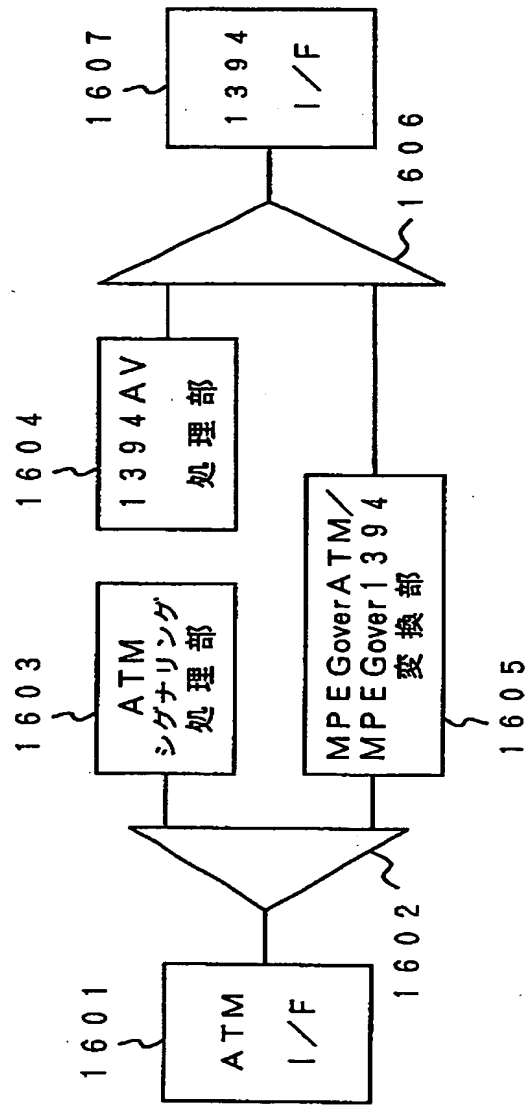 1601
ATM
I/F
1602
1603
ATM
シグナリング
処理部
1604
1394AV
処理部
1605
MPEGoverATM/
MPEGover1394
変換部
1606
1607
1394
I/F